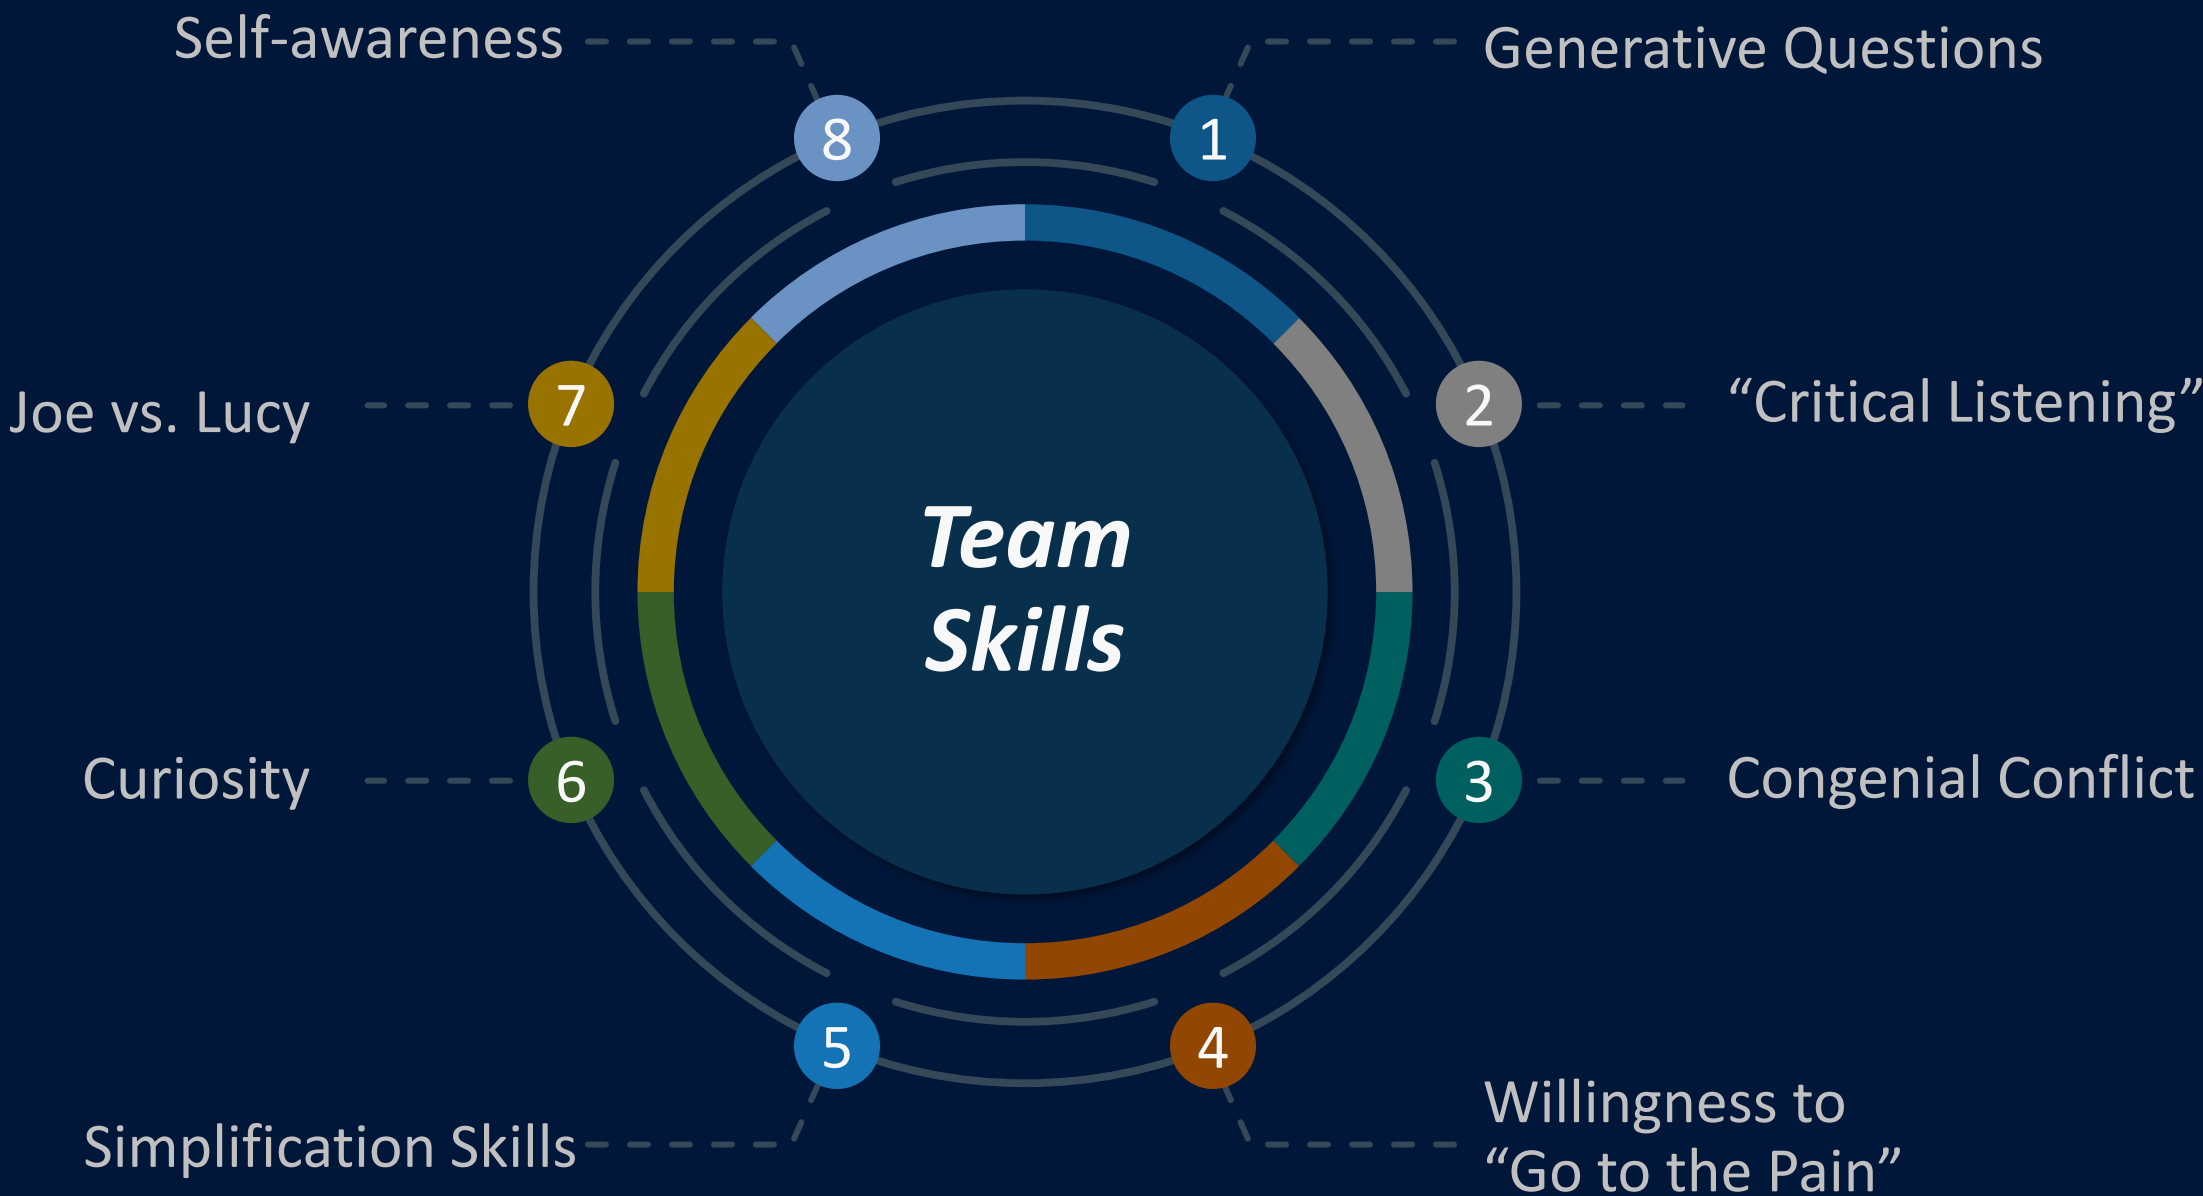 Self-awareness
Generative Questions
8
1
Joe vs. Lucy
7
2
“Critical Listening”
Team
Skills
Curiosity
6
3
Congenial Conflict
5
4
Simplification Skills
Willingness to
“Go to the Pain”